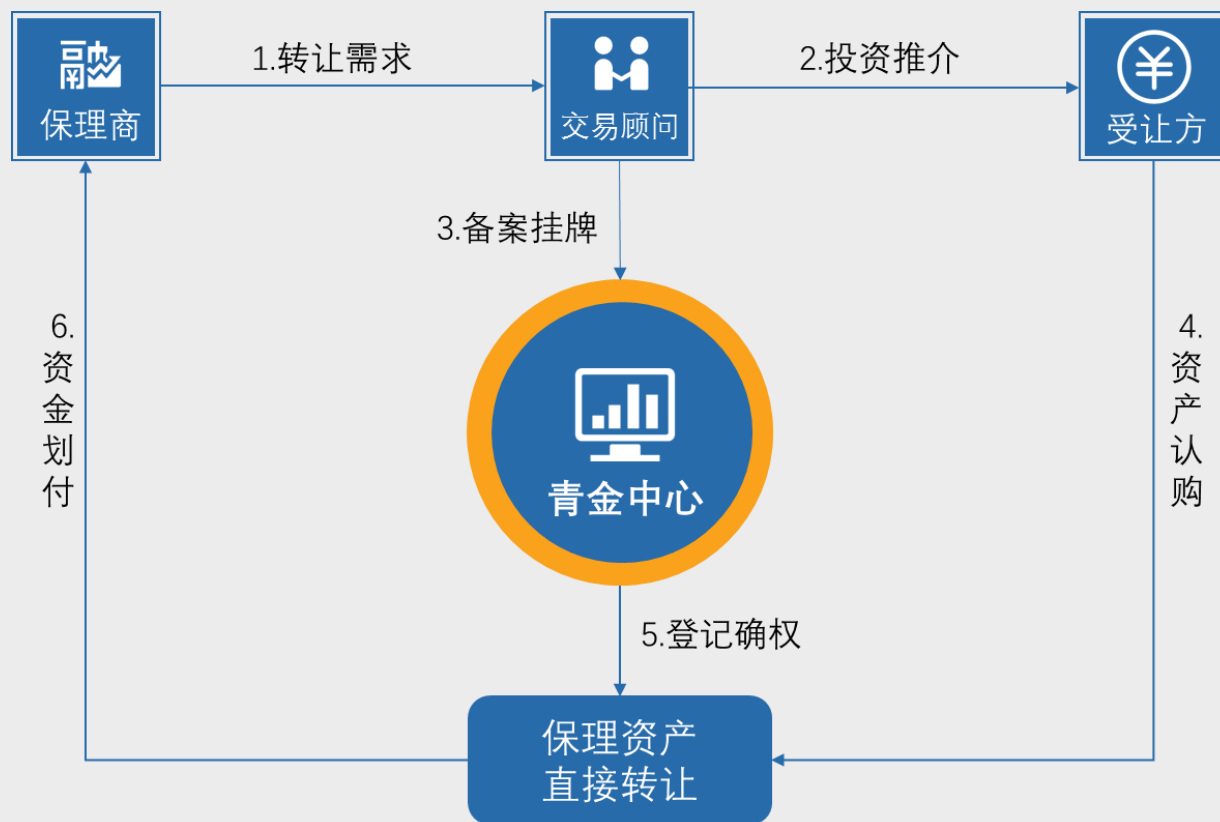 1.转让需求
2.投资推介
融
¥
¥
保理商
交易顾问
受让方
3.备案挂牌
6.
资
金
划
付
4.
资
产
认
购
青金中心
5.登记确权
保理资产
直接转让